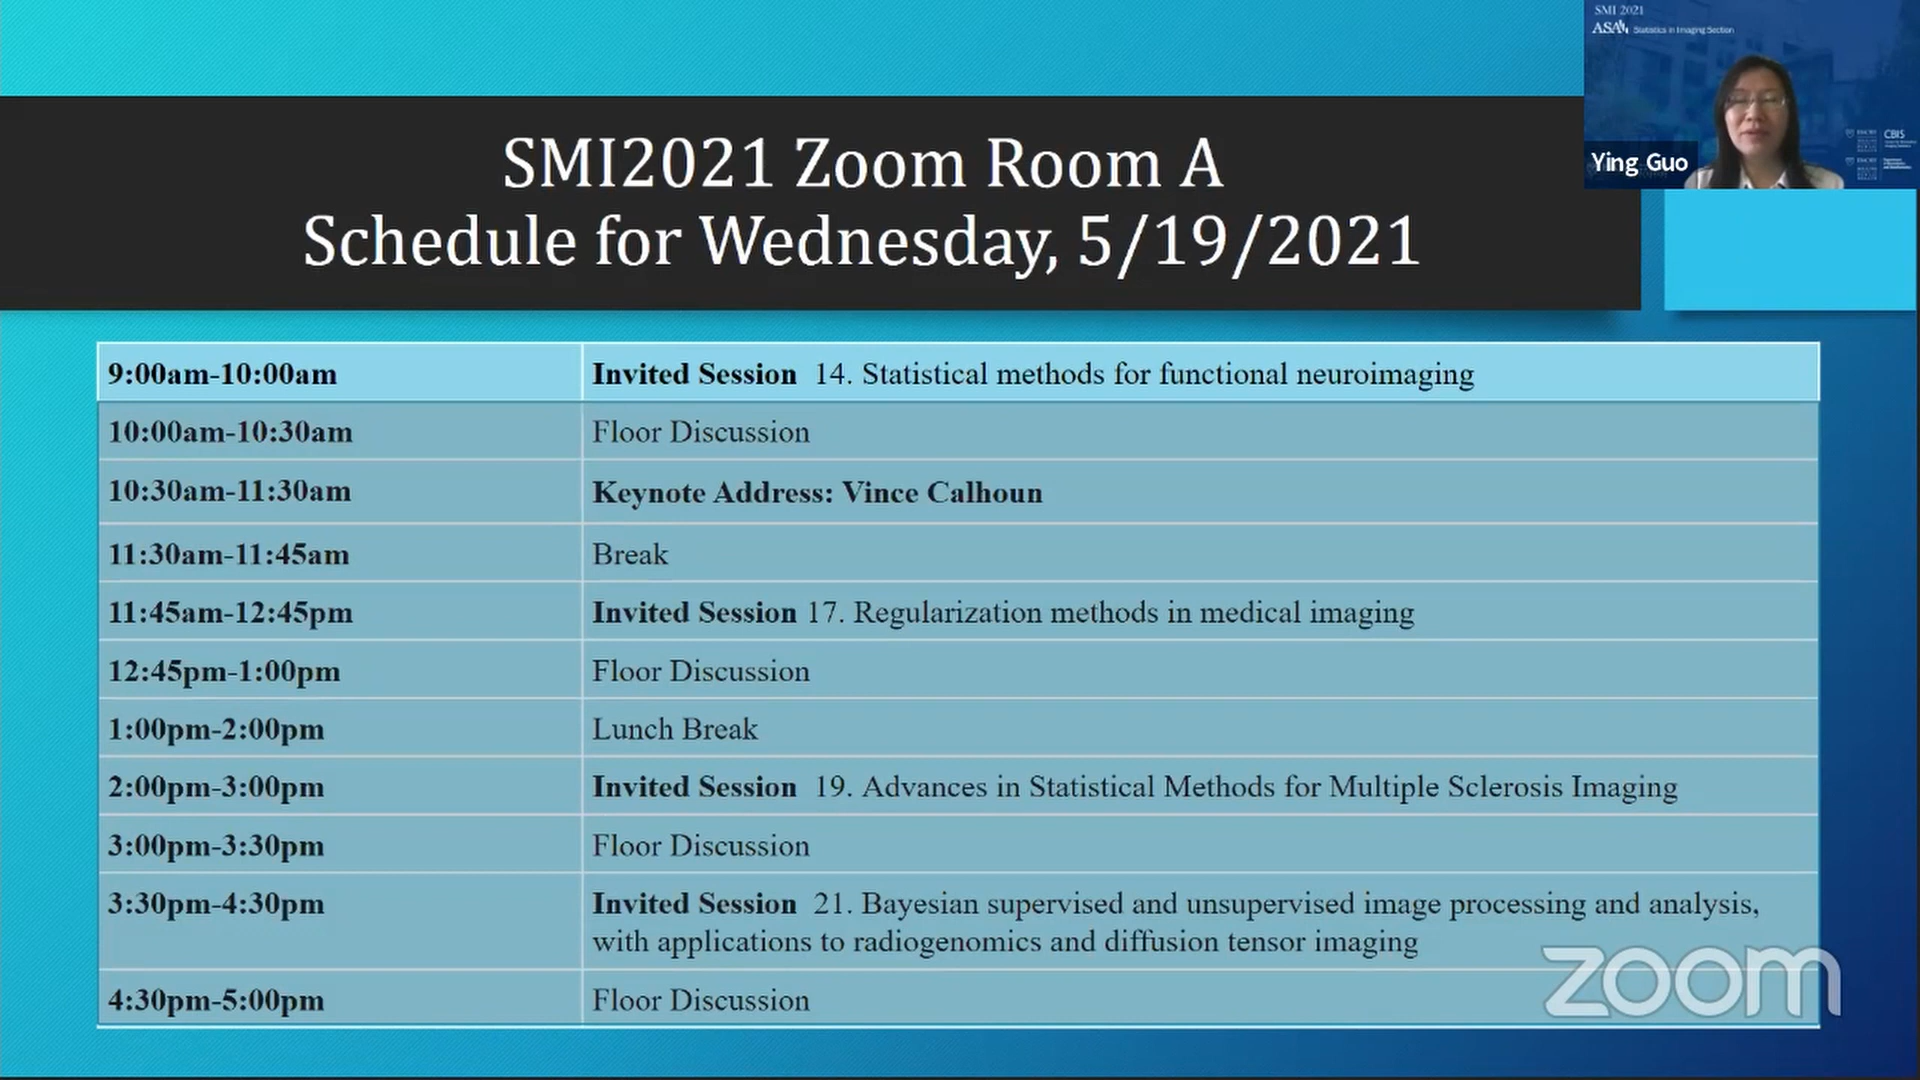 SMI 2021
ASA Statistics in Imaging Section
CBIS
Ying Guo
SMI2021 Zoom Room A
Schedule for Wednesday, 5/19/2021
9:00am-10:00am Invited Session 14. Statistical methods for functional neuroimaging
10:00am-10:30am Floor Discussion
10:30am-11:30am Keynote Address: Vince Calhoun
11:30am-11:45am Break
11:45am-12:45pm Invited Session 17. Regularization methods in medical imaging
12:45pm-1:00pm Floor Discussion
1:00pm-2:00pm Lunch Break
2:00pm-3:00pm Invited Session 19. Advances in Statistical Methods for Multiple Sclerosis Imaging
3:00pm-3:30pm Floor Discussion
3:30pm-4:30pm Invited Session 21. Bayesian supervised and unsupervised image processing and analysis,
with applications to radiogenomics and diffusion tensor imaging
4:30pm-5:00pm Floor Discussion
zoom